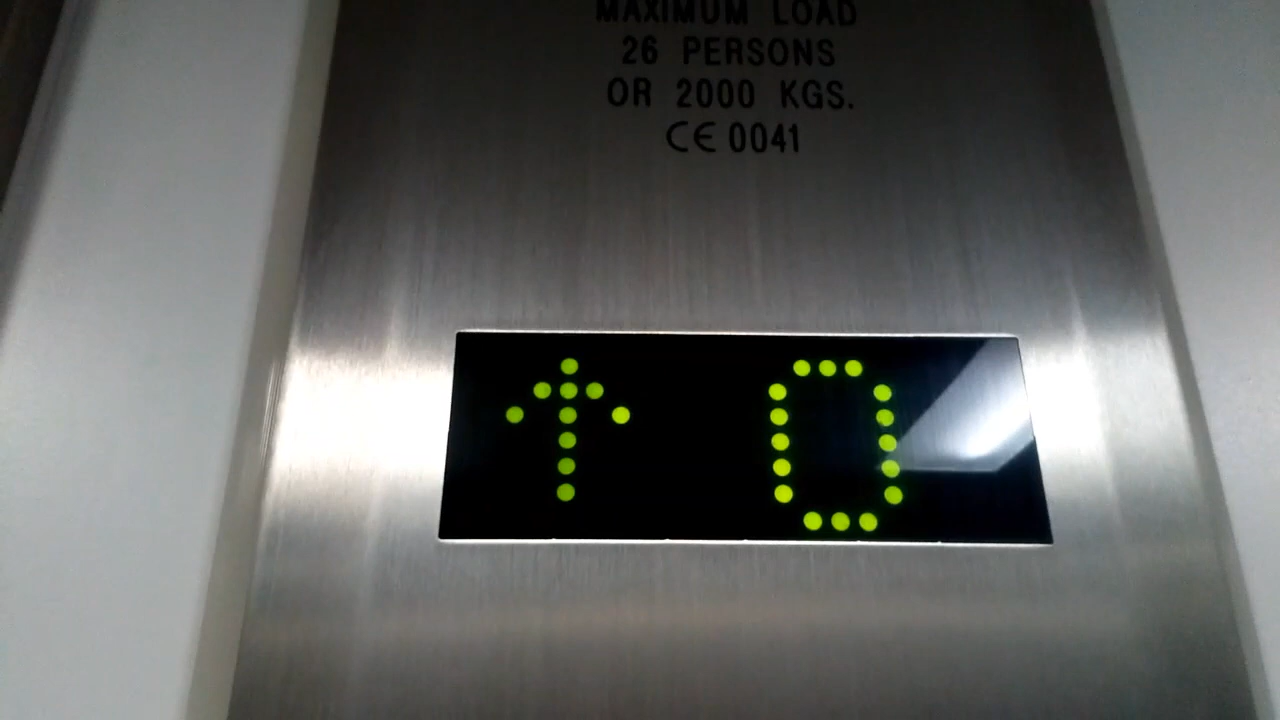 MAXIMUM LOAD
26 PERSONS
OR 2000 KGS.
CE 0041
↑ 0